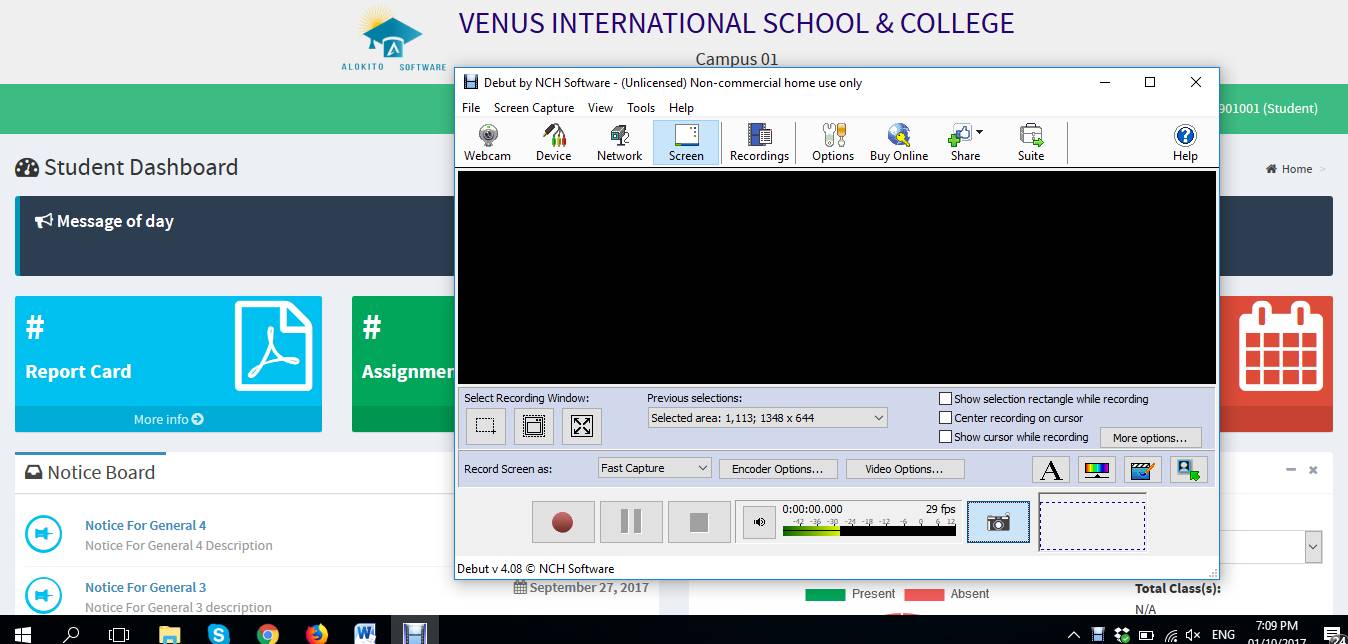 VENUS INTERNATIONAL SCHOOL & COLLEGE
ALOKITO SOFTWARE
Campus 01
Debut by NCH Software - (Unlicensed) Non-commercial home use only
File Screen Capture View Tools Help
901001 (Student)
Webcam Device Network Screen Recordings Options Buy Online Share Suite Help
Student Dashboard
Home >
Message of day
#
Report Card
More info
#
Assignmen
Select Recording Window:
Previous selections:
Selected area: 1,113; 1348 x 644
Show selection rectangle while recording
Center recording on cursor
Show cursor while recording
More options...
Record Screen as:
Fast Capture
Encoder Options...
Video Options...
A
0:00:00.000 29 fps
-42 -36 -30 -24 -18 -12 -6 0 6 12
Debut v 4.08 © NCH Software
Notice Board
Notice For General 4
Notice For General 4 Description
Notice For General 3
September 27, 2017
Notice For General 3 description
Present Absent
Total Class(s):
N/A
ENG
7:09 PM
01/10/2017
24